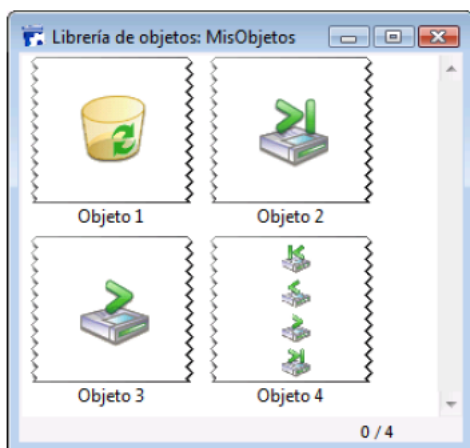 Librería de objetos: MisObjetos
Objeto 1
Objeto 2
Objeto 3
Objeto 4
0 / 4